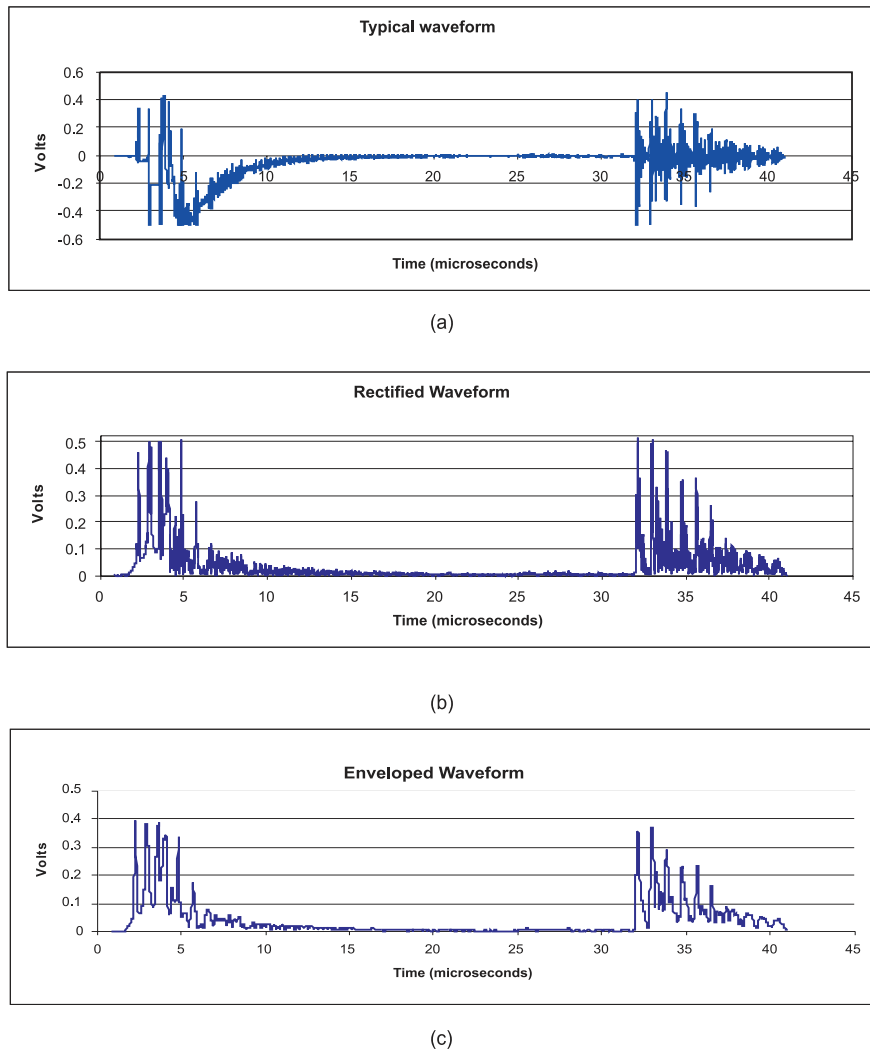 Typical waveform
0.6
0.4
0.2
0
-0.2
-0.4
-0.6
Volts
0 5 10 15 20 25 30 35 40 45
Time (microseconds)
(a)
Rectified Waveform
0.5
0.4
0.3
0.2
0.1
0
Volts
0 5 10 15 20 25 30 35 40 45
Time (microseconds)
(b)
Enveloped Waveform
0.5
0.4
0.3
0.2
0.1
0
Volts
0 5 10 15 20 25 30 35 40 45
Time (microseconds)
(c)